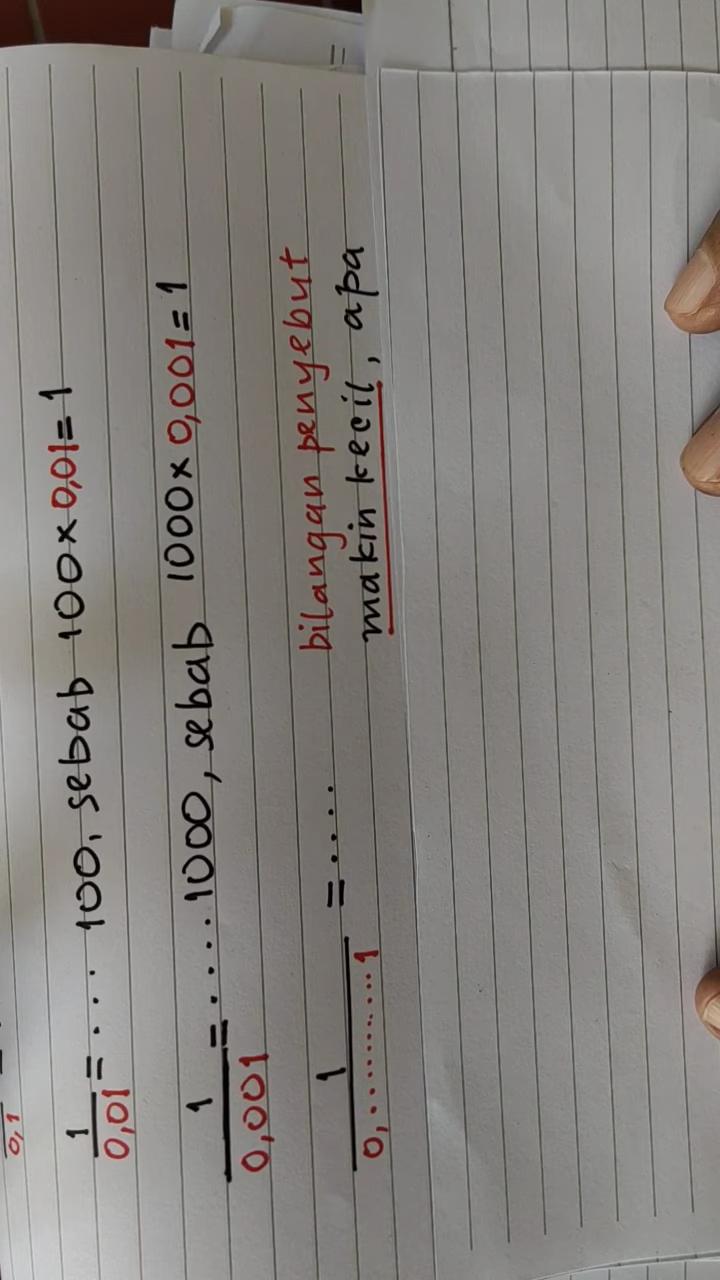 0,1
1/0,01 = .... 100, sebab 100 × 0,01 = 1
1/0,001 = ..... 1000, sebab 1000 × 0,001 = 1
1/0,..........1 = .... bilangan penyebut
makin kecil, apa